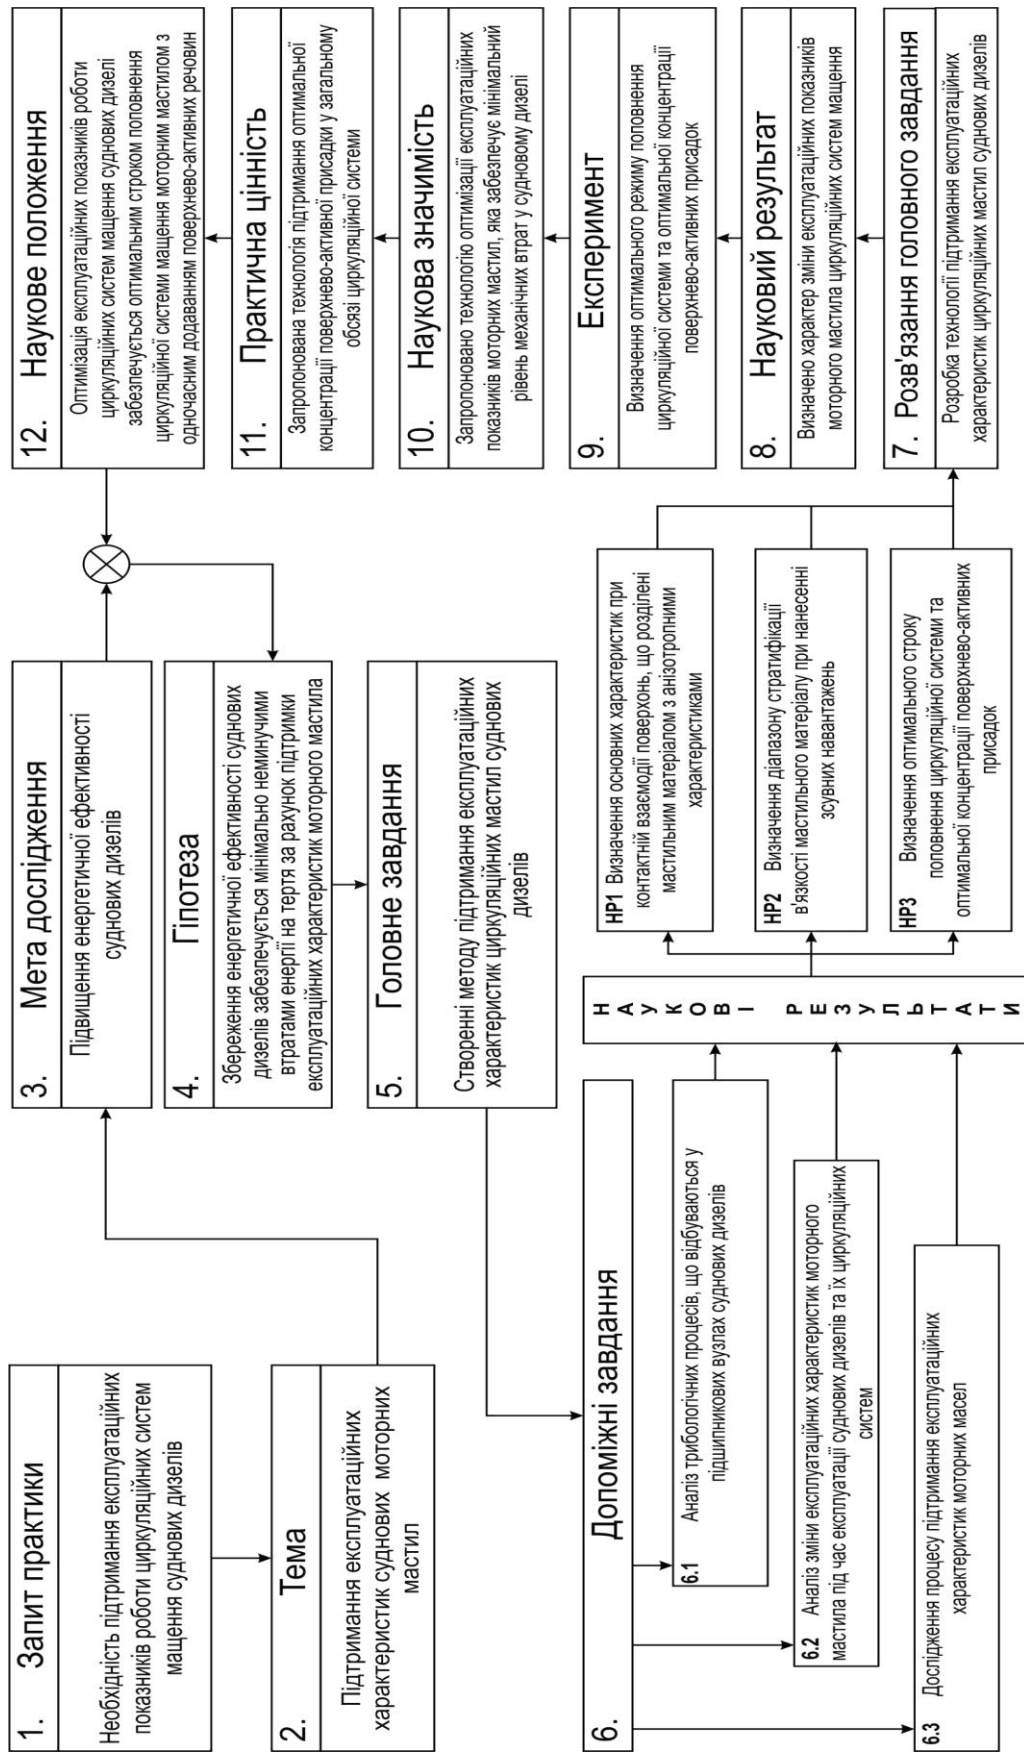 1. Запит практики
Необхідність підтримання експлуатаційних
показників роботи циркуляційних систем
мащення суднових дизелів
2. Тема
Підтримання експлуатаційних
характеристик суднових моторних
мастил
3. Мета дослідження
Підвищення енергетичної ефективності
суднових дизелів
4. Гіпотеза
Збереження енергетичної ефективності суднових
дизелів забезпечується мінімально неминучими
втратами енергії на тертя за рахунок підтримки
експлуатаційних характеристик моторного мастила
5. Головне завдання
Створенні методу підтримання експлуатаційних
характеристик циркуляційних мастил суднових
дизелів
6. Допоміжні завдання
6.1 Аналіз трибологічних процесів, що відбуваються у
підшипникових вузлах суднових дизелів
6.2 Аналіз зміни експлуатаційних характеристик моторного
мастила під час експлуатації суднових дизелів та їх циркуляційних
систем
6.3 Дослідження процесу підтримання експлуатаційних
характеристик моторних масел
НАУКОВІ РЕЗУЛЬТАТИ
НР1 Визначення основних характеристик при
контактній взаємодії поверхонь, що розділені
мастильним матеріалом з анізотропними
характеристиками
НР2 Визначення діапазону стратифікації
в'язкості мастильного матеріалу при нанесенні
зсувних навантажень
НР3 Визначення оптимального строку
поповнення циркуляційної системи та
оптимальної концентрації поверхнево-активних
присадок
7. Розв'язання головного завдання
Розробка технології підтримання експлуатаційних
характеристик циркуляційних мастил суднових дизелів
8. Науковий результат
Визначено характер зміни експлуатаційних показників
моторного мастила циркуляційних систем мащення
9. Експеримент
Визначення оптимального режиму поповнення
циркуляційної системи та оптимальної концентрації
поверхнево-активних присадок
10. Наукова значимість
Запропоновано технологію оптимізації експлуатаційних
показників моторних мастил, яка забезпечує мінімальний
рівень механічних втрат у судновому дизелі
11. Практична цінність
Запропонована технологія підтримання оптимальної
концентрації поверхнево-активної присадки у загальному
обсязі циркуляційної системи
12. Наукове положення
Оптимізація експлуатаційних показників роботи
циркуляційних систем мащення суднових дизелі
забезпечується оптимальним строком поповнення
циркуляційної системи мащення моторним мастилом з
одночасним додаванням поверхнево-активних речовин